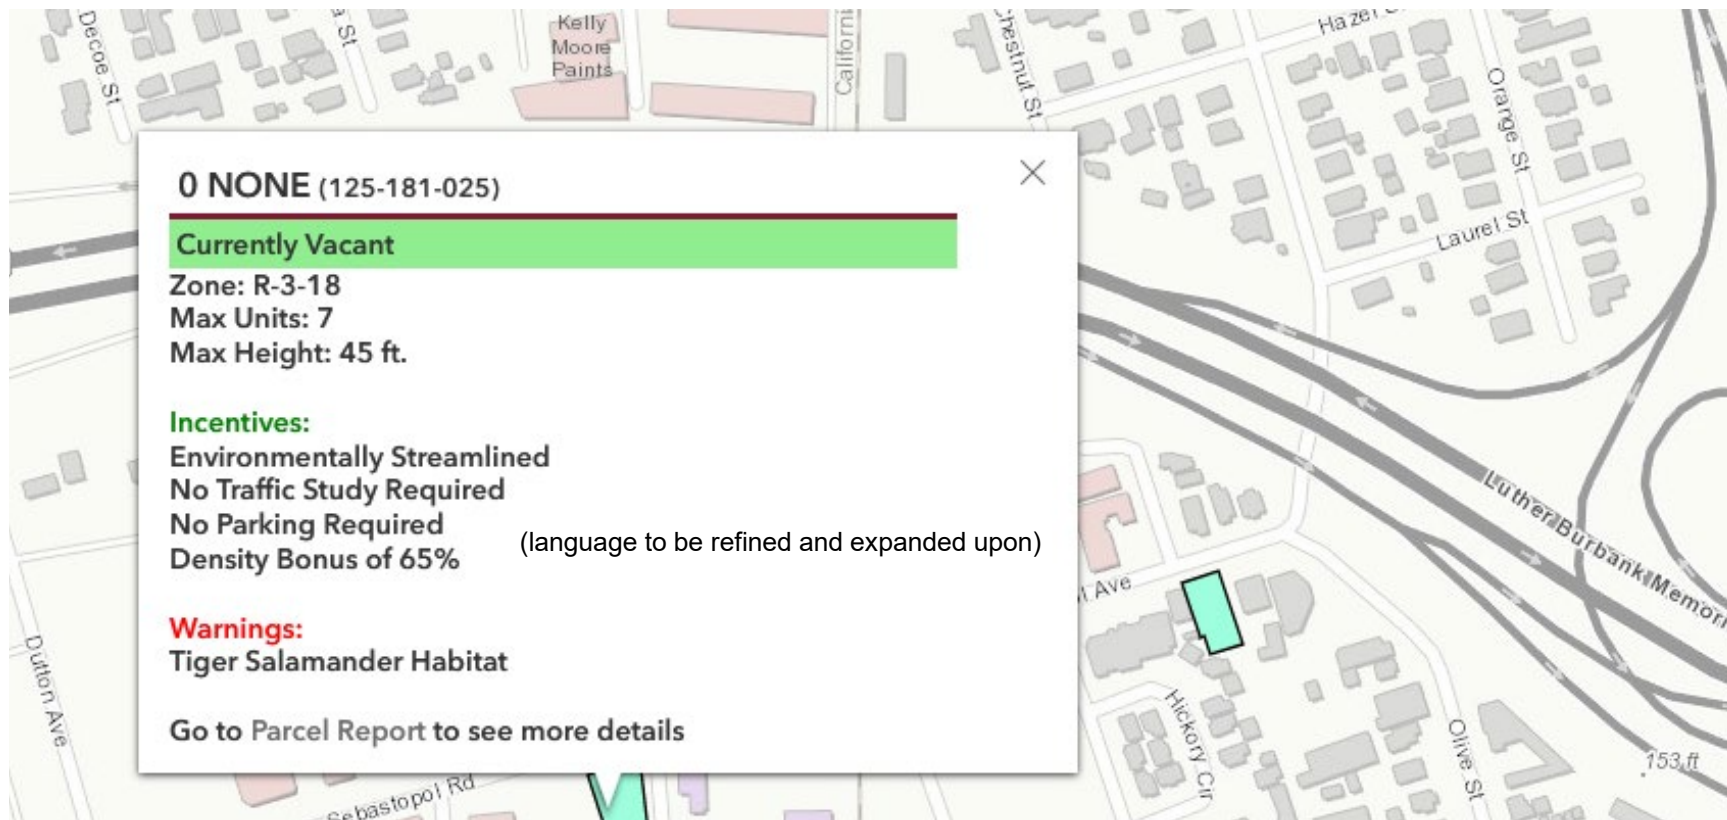 Decoe St
a St
Kelly
Moore
Paints
California
Chestnut St
Hazel
Orange St
Laurel St
0 NONE (125-181-025)
Currently Vacant
Zone: R-3-18
Max Units: 7
Max Height: 45 ft.
Incentives:
Environmentally Streamlined
No Traffic Study Required
No Parking Required
Density Bonus of 65%
(language to be refined and expanded upon)
Warnings:
Tiger Salamander Habitat
Go to Parcel Report to see more details
Luther Burbank Memori
Ave
Dutton Ave
Hickory Cir
Olive St
153 ft
Sebastopol Rd